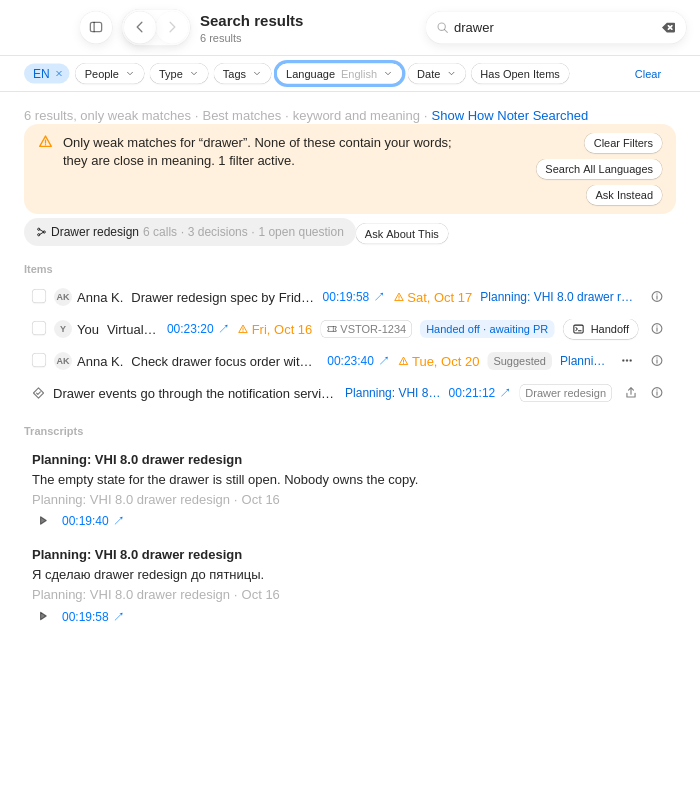 Search results
6 results
drawer
EN × People Type Tags Language English Date Has Open Items Clear
6 results, only weak matches · Best matches · keyword and meaning · Show How Noter Searched
Only weak matches for “drawer”. None of these contain your words;
they are close in meaning. 1 filter active.
Clear Filters
Search All Languages
Ask Instead
Drawer redesign 6 calls · 3 decisions · 1 open question Ask About This
Items
AK Anna K. Drawer redesign spec by Frid… 00:19:58 ↗ Sat, Oct 17 Planning: VHI 8.0 drawer r…
Y You Virtual… 00:23:20 ↗ Fri, Oct 16 VSTOR-1234 Handed off · awaiting PR Handoff
AK Anna K. Check drawer focus order wit… 00:23:40 ↗ Tue, Oct 20 Suggested Planni…
Drawer events go through the notification servi… Planning: VHI 8… 00:21:12 ↗ Drawer redesign
Transcripts
Planning: VHI 8.0 drawer redesign
The empty state for the drawer is still open. Nobody owns the copy.
Planning: VHI 8.0 drawer redesign · Oct 16
00:19:40 ↗
Planning: VHI 8.0 drawer redesign
Я сделаю drawer redesign до пятницы.
Planning: VHI 8.0 drawer redesign · Oct 16
00:19:58 ↗